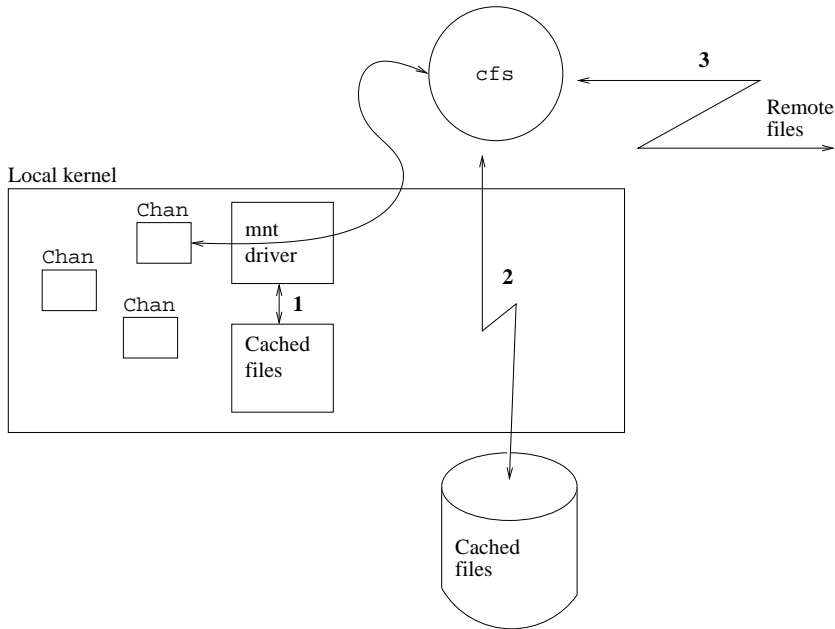 cfs
3
Remote
files
Local kernel
Chan
mnt
driver
Chan
2
Chan
1
Cached
files
Cached
files